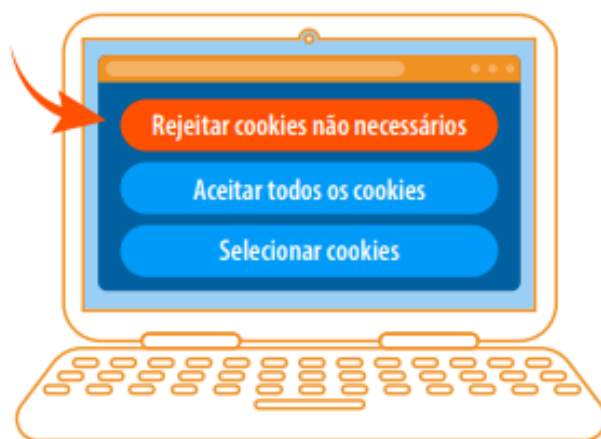 Rejeitar cookies não necessários
Aceitar todos os cookies
Selecionar cookies